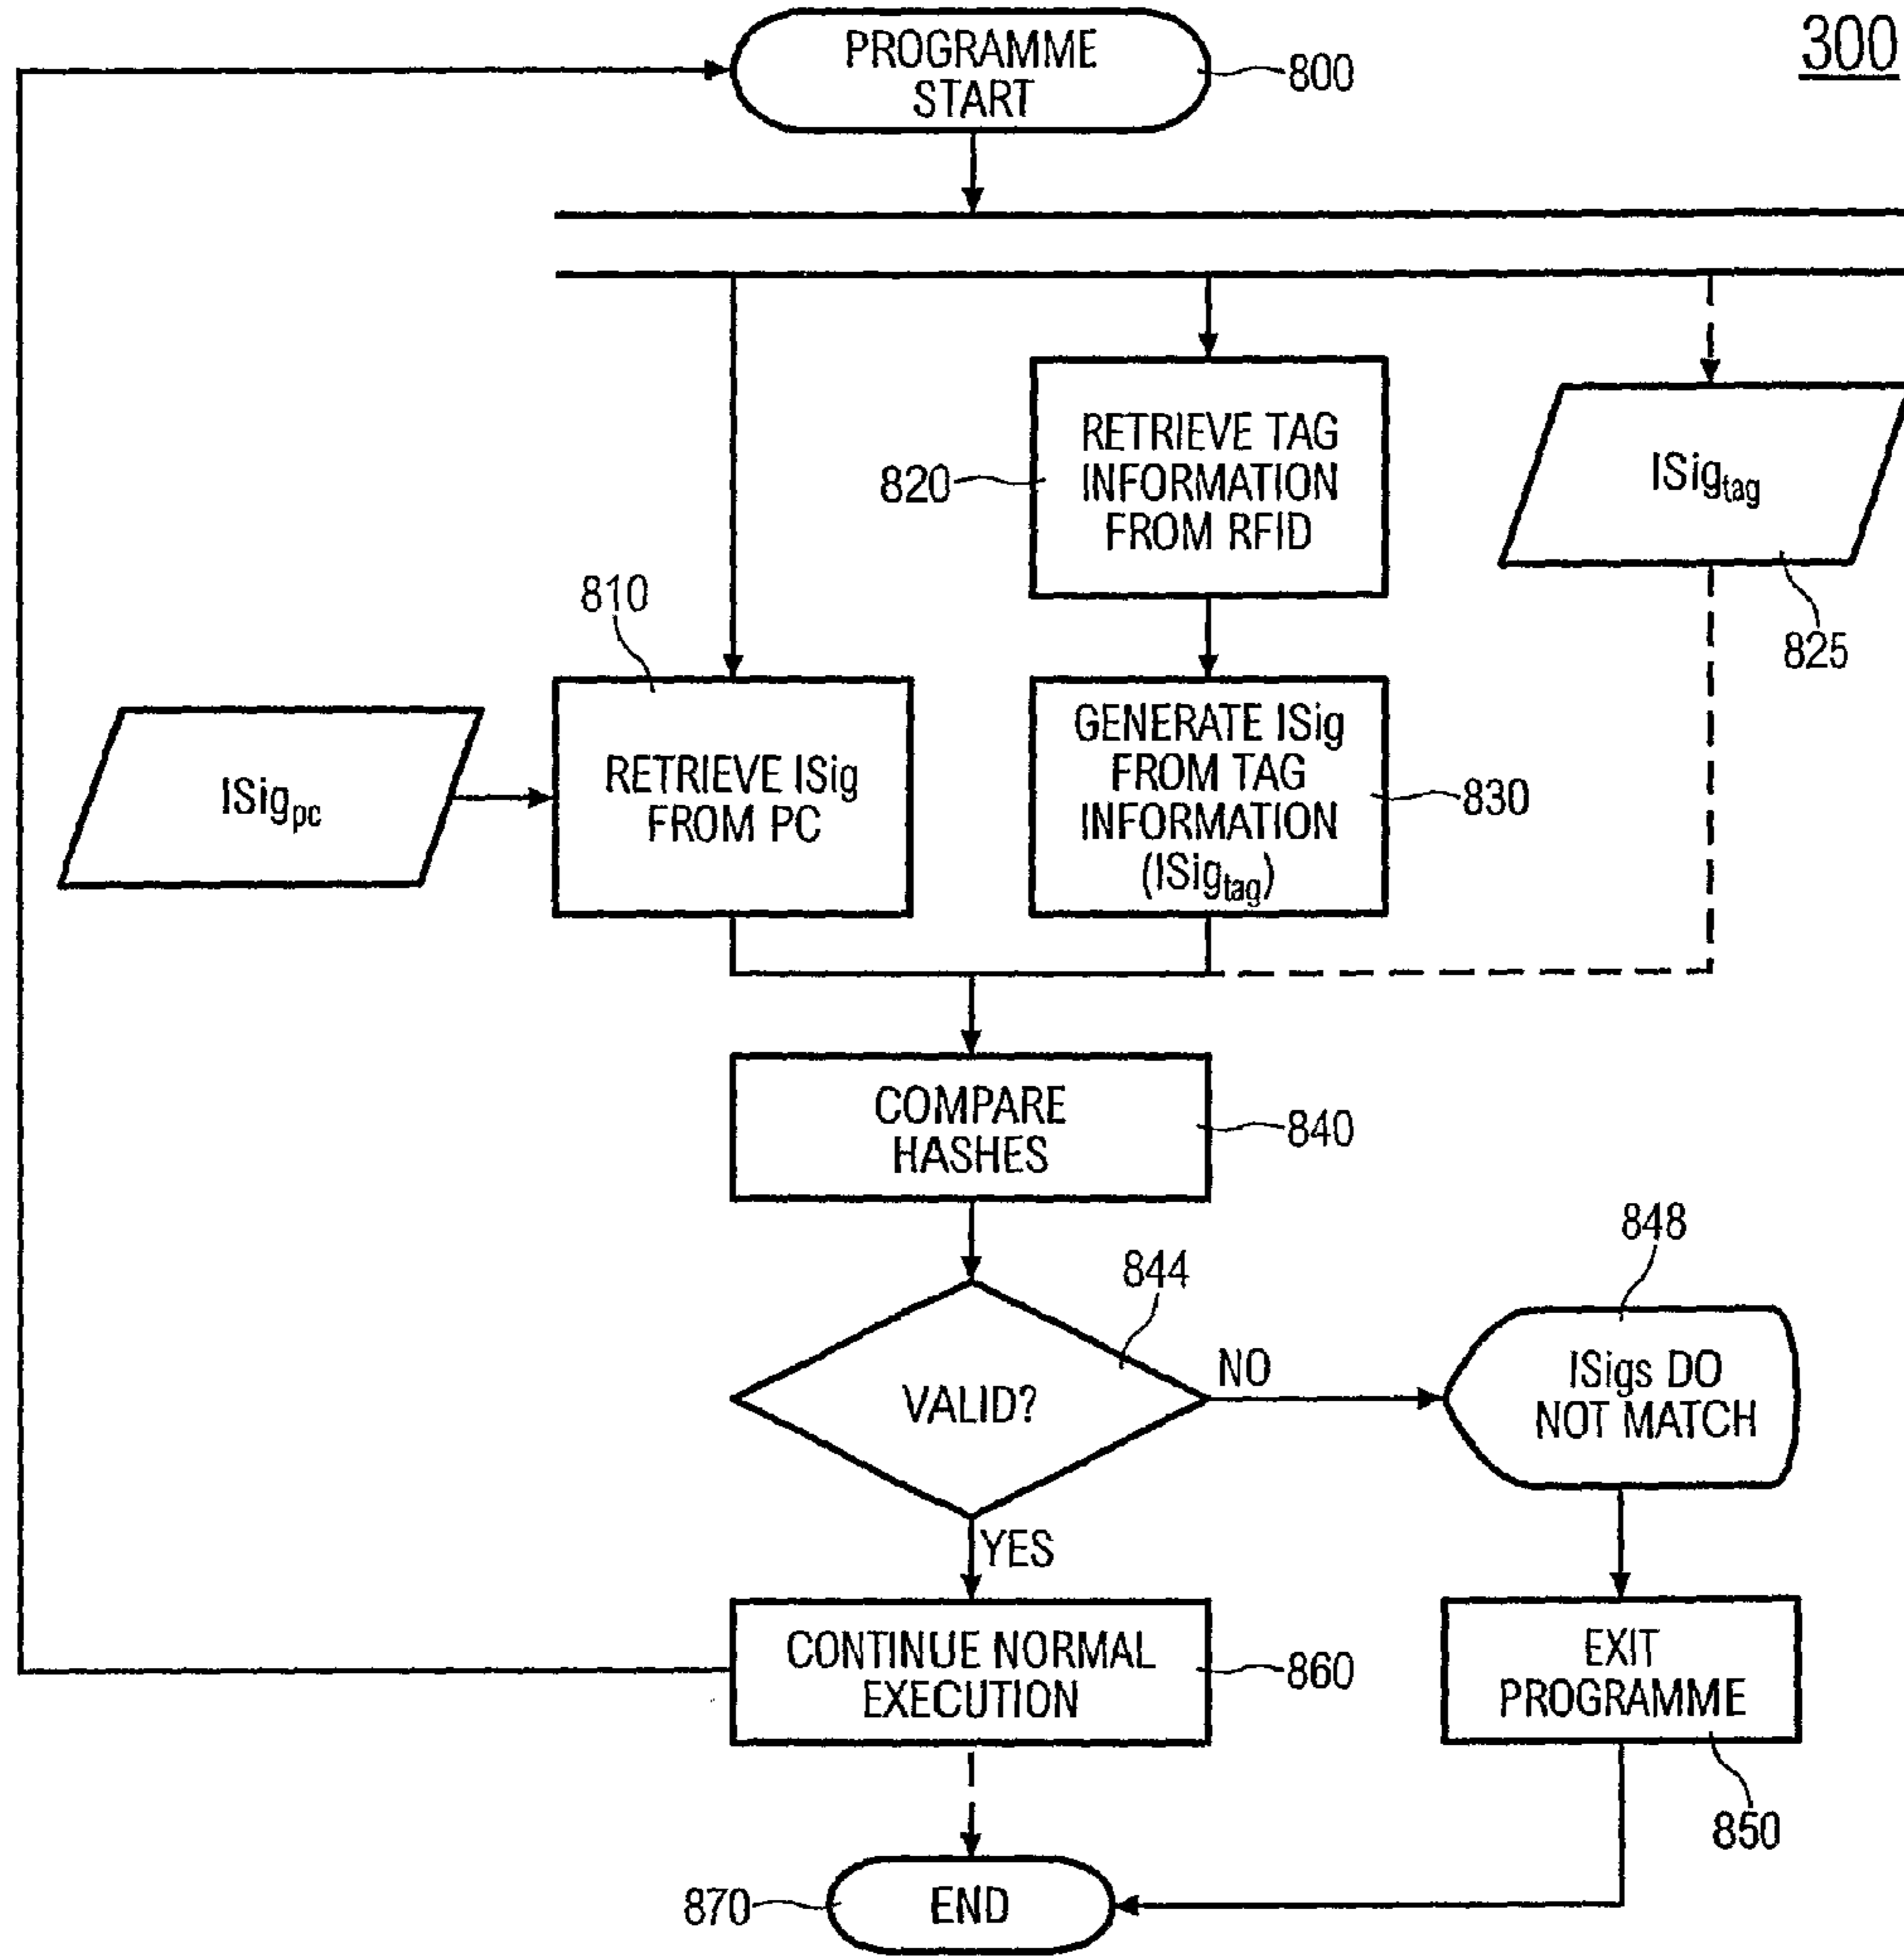 300
PROGRAMME
START
800
RETRIEVE TAG
INFORMATION
FROM RFID
820
ISigtag
825
810
ISigpc
RETRIEVE ISig
FROM PC
GENERATE ISig
FROM TAG
INFORMATION
(ISigtag)
830
COMPARE
HASHES
840
844
VALID?
NO
848
ISigs DO
NOT MATCH
YES
CONTINUE NORMAL
EXECUTION
860
EXIT
PROGRAMME
850
870
END